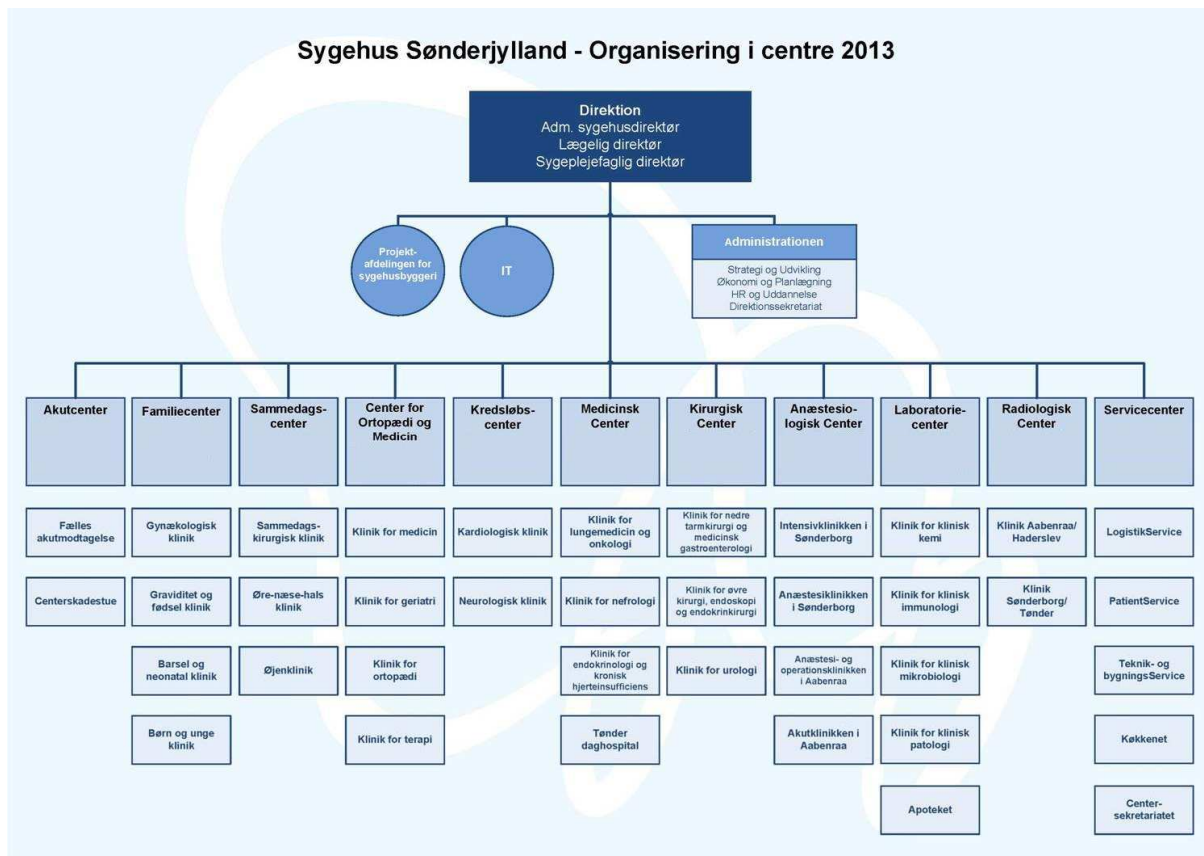 Sygehus Sønderjylland - Organisering i centre 2013
Direktion
Adm. sygehusdirektør
Lægelig direktør
Sygeplejefaglig direktør
Projekt-
afdelingen for
sygehusbyggeri
IT
Administrationen
Strategi og Udvikling
Økonomi og Planlægning
HR og Uddannelse
Direktionssekretariat
Akutcenter
Familiecenter
Sammedags-
center
Center for
Ortopædi og
Medicin
Kredsløbs-
center
Medicinsk
Center
Kirurgisk
Center
Anæstesio-
logisk Center
Laboratorie-
center
Radiologisk
Center
Servicecenter
Fælles
akutmodtagelse
Gynækologisk
klinik
Sammedags-
kirurgisk klinik
Klinik for medicin
Kardiologisk klinik
Klinik for
lungemedicin og
onkologi
Klinik for nedre
tarmkirurgi og
medicinsk
gastroenterologi
Intensivklinikken i
Sønderborg
Klinik for klinisk
kemi
Klinik Aabenraa/
Haderslev
LogistikService
Centerskadestue
Graviditet og
fødsel klinik
Øre-næse-hals
klinik
Klinik for geriatri
Neurologisk klinik
Klinik for nefrologi
Klinik for øvre
kirurgi, endoskopi
og endokrinkirurgi
Anæstesiklinikken
i Sønderborg
Klinik for klinisk
immunologi
Klinik
Sønderborg/
Tønder
PatientService
Barsel og
neonatal klinik
Øjenklinik
Klinik for
ortopædi
Klinik for
endokrinologi og
kronisk
hjerteinsufficiens
Klinik for urologi
Anæstesi- og
operationsklinikken
i Aabenraa
Klinik for klinisk
mikrobiologi
Teknik- og
bygningsService
Børn og unge
klinik
Klinik for terapi
Tønder
daghospital
Akutklinikken i
Aabenraa
Klinik for klinisk
patologi
Køkkenet
Apoteket
Center-
sekretariatet